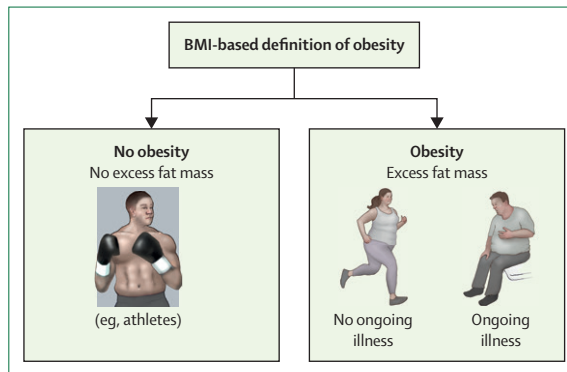 BMI-based definition of obesity
No obesity
No excess fat mass
(eg, athletes)
Obesity
Excess fat mass
No ongoing
illness
Ongoing
illness